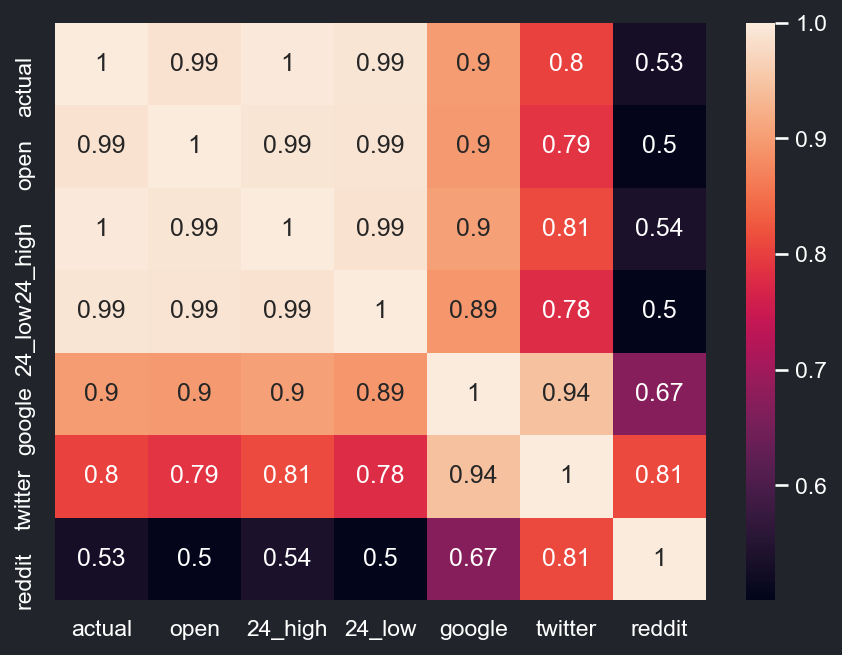 actual 1 0.99 1 0.99 0.9 0.8 0.53
open 0.99 1 0.99 0.99 0.9 0.79 0.5
24_high 1 0.99 1 0.99 0.9 0.81 0.54
24_low 0.99 0.99 0.99 1 0.89 0.78 0.5
google 0.9 0.9 0.9 0.89 1 0.94 0.67
twitter 0.8 0.79 0.81 0.78 0.94 1 0.81
reddit 0.53 0.5 0.54 0.5 0.67 0.81 1
actual open 24_high 24_low google twitter reddit
1.0
0.9
0.8
0.7
0.6